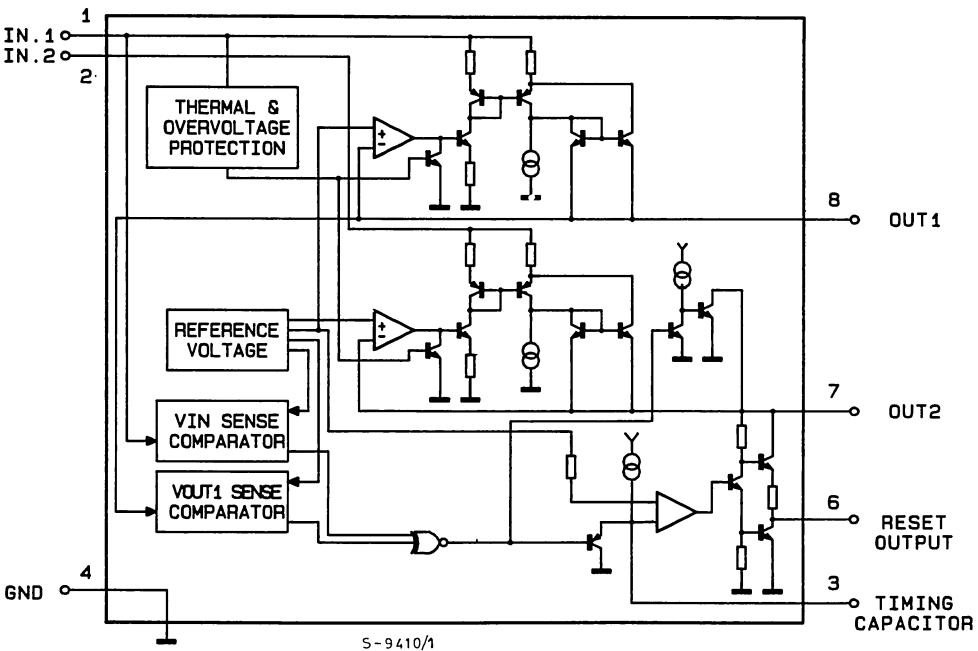 1
IN.1
IN.2
2
THERMAL &
OVERVOLTAGE
PROTECTION
+
-
8
OUT1
REFERENCE
VOLTAGE
+
-
7
OUT2
VIN SENSE
COMPARATOR
VOUT1 SENSE
COMPARATOR
6
RESET
OUTPUT
4
GND
3
TIMING
CAPACITOR
S-9410/1